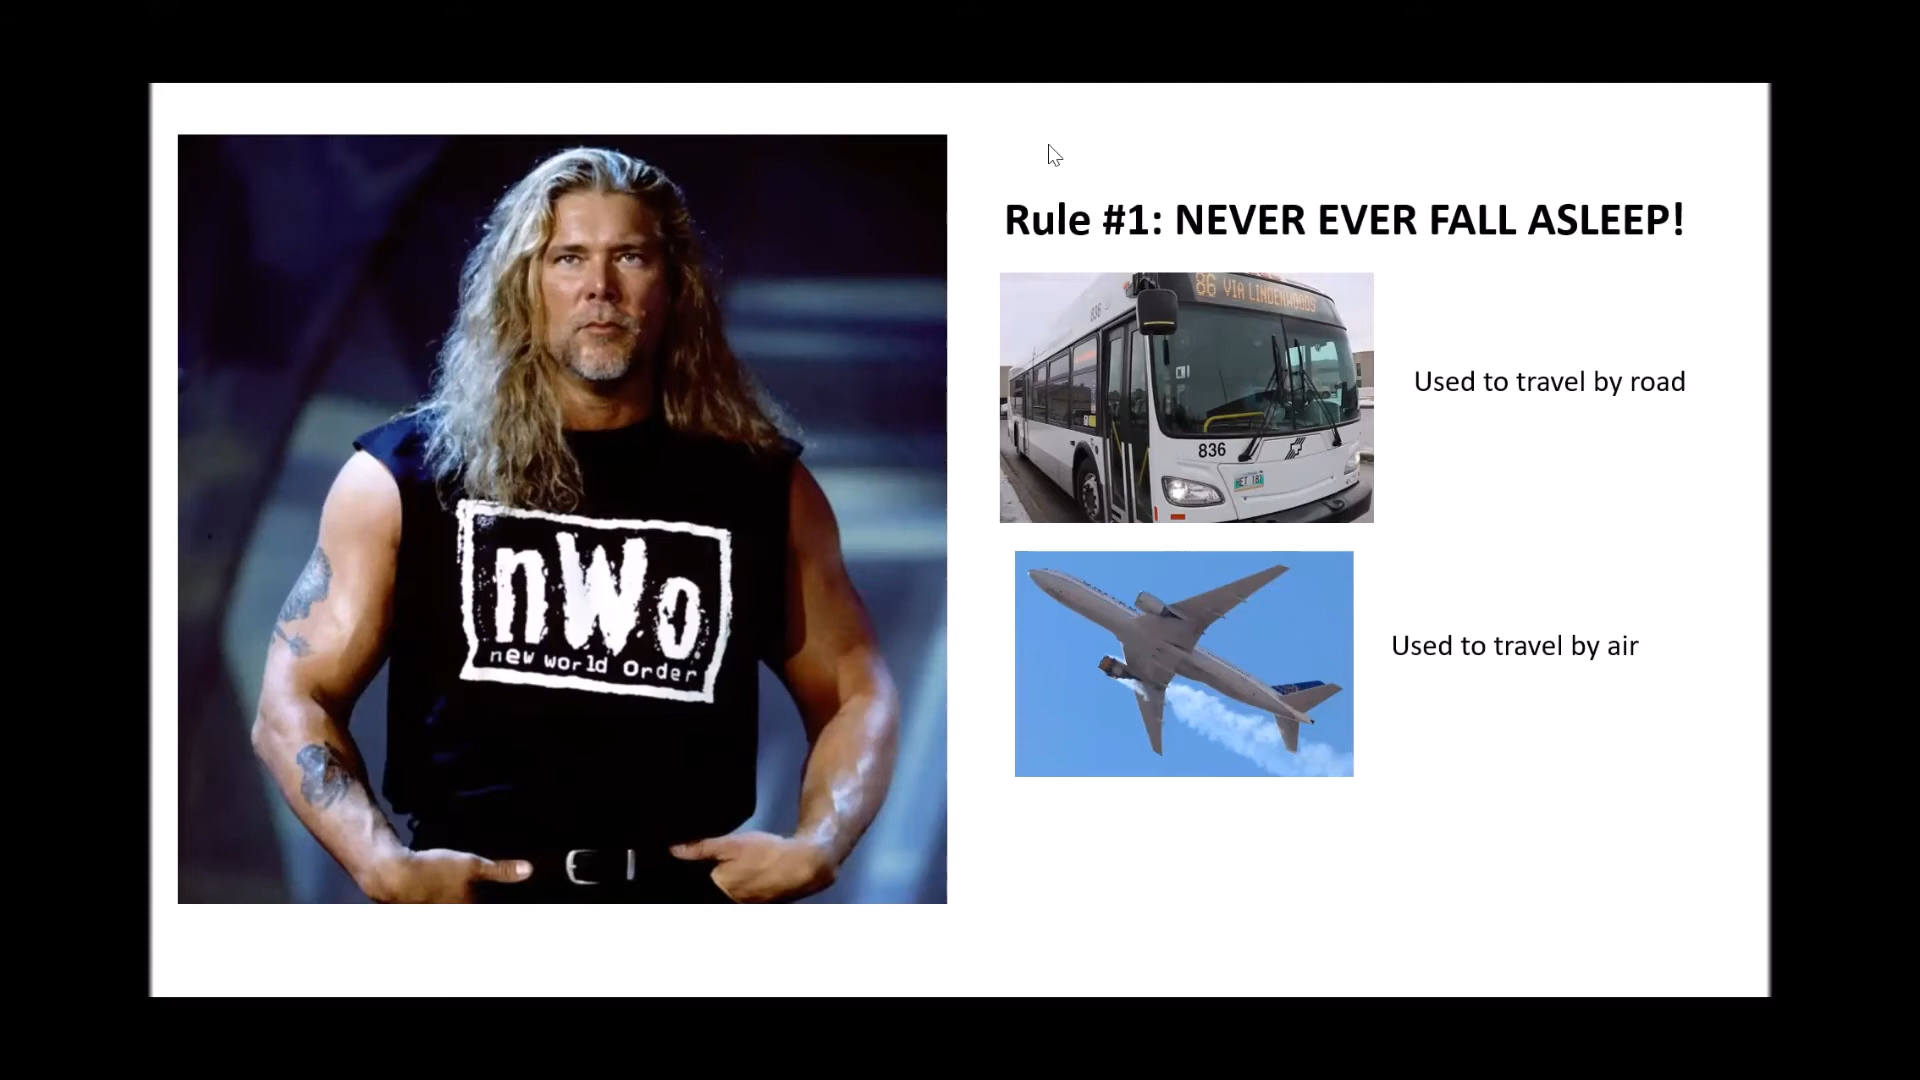 Rule #1: NEVER EVER FALL ASLEEP!
86 VIA LINDENWOODS
836
836
Used to travel by road
nWo
new world order
Used to travel by air